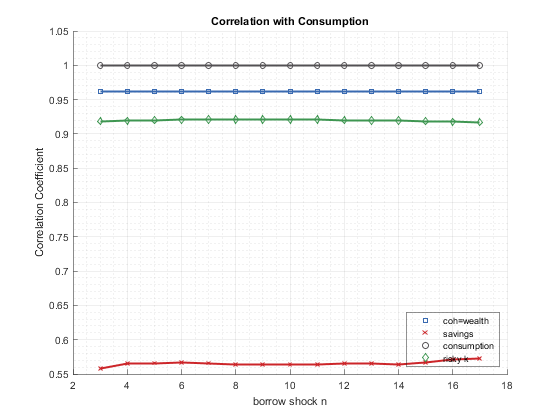 Correlation with Consumption
1.05
1
0.95
0.9
0.85
0.8
0.75
0.7
0.65
0.6
0.55
Correlation Coefficient
coh=wealth
savings
consumption
risky k
2 4 6 8 10 12 14 16 18
borrow shock n